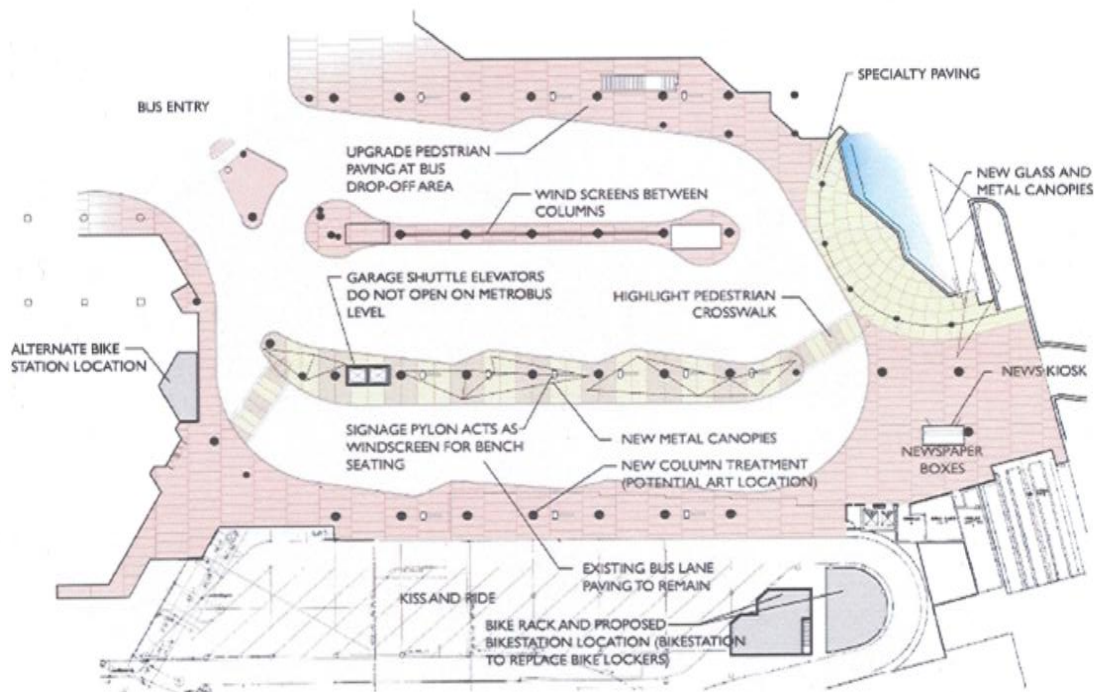 SPECIALTY PAVING
BUS ENTRY
UPGRADE PEDSTRIAN
PAVING AT BUS
DROP-OFF AREA
NEW GLASS AND
METAL CANOPIES
WIND SCREENS BETWEEN
COLUMNS
GARAGE SHUTTLE ELEVATORS
DO NOT OPEN ON METROBUS
LEVEL
HIGHLIGHT PEDESTRIAN
CROSSWALK
ALTERNATE BIKE
STATION LOCATION
NEWS KIOSK
SIGNAGE PYLON ACTS AS
WINDSCREEN FOR BENCH
SEATING
NEW METAL CANOPIES
NEWSPAPER
BOXES
NEW COLUMN TREATMENT
(POTENTIAL ART LOCATION)
EXISTING BUS LANE
PAVING TO REMAIN
KISS AND RIDE
BIKE RACK AND PROPOSED
BIKESTATION LOCATION (BIKESTATION
TO REPLACE BIKE LOCKERS)